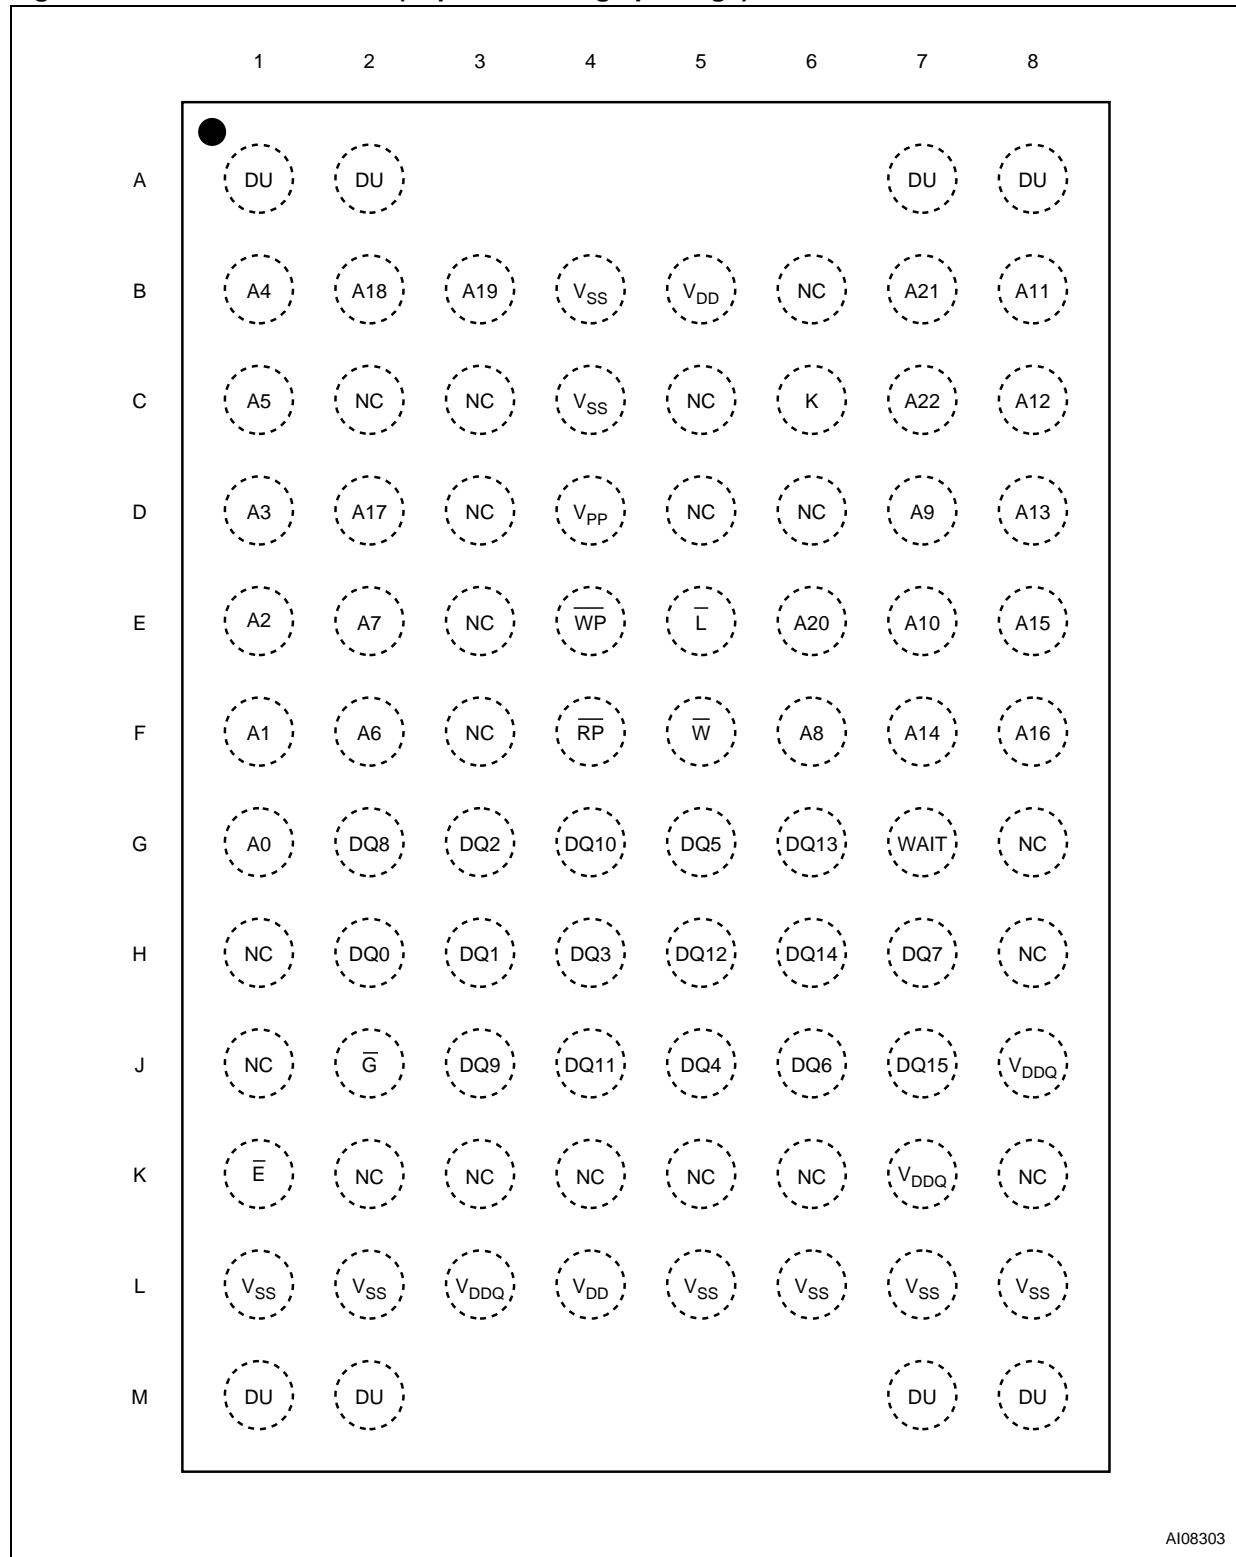 1 2 3 4 5 6 7 8
A DU DU DU DU
B A4 A18 A19 VSS VDD NC A21 A11
C A5 NC NC VSS NC K A22 A12
D A3 A17 NC VPP NC NC A9 A13
E A2 A7 NC W̅P̅ L̅ A20 A10 A15
F A1 A6 NC R̅P̅ W̅ A8 A14 A16
G A0 DQ8 DQ2 DQ10 DQ5 DQ13 WAIT NC
H NC DQ0 DQ1 DQ3 DQ12 DQ14 DQ7 NC
J NC G̅ DQ9 DQ11 DQ4 DQ6 DQ15 VDDQ
K E̅ NC NC NC NC NC VDDQ NC
L VSS VSS VDDQ VDD VSS VSS VSS VSS
M DU DU DU DU
AI08303